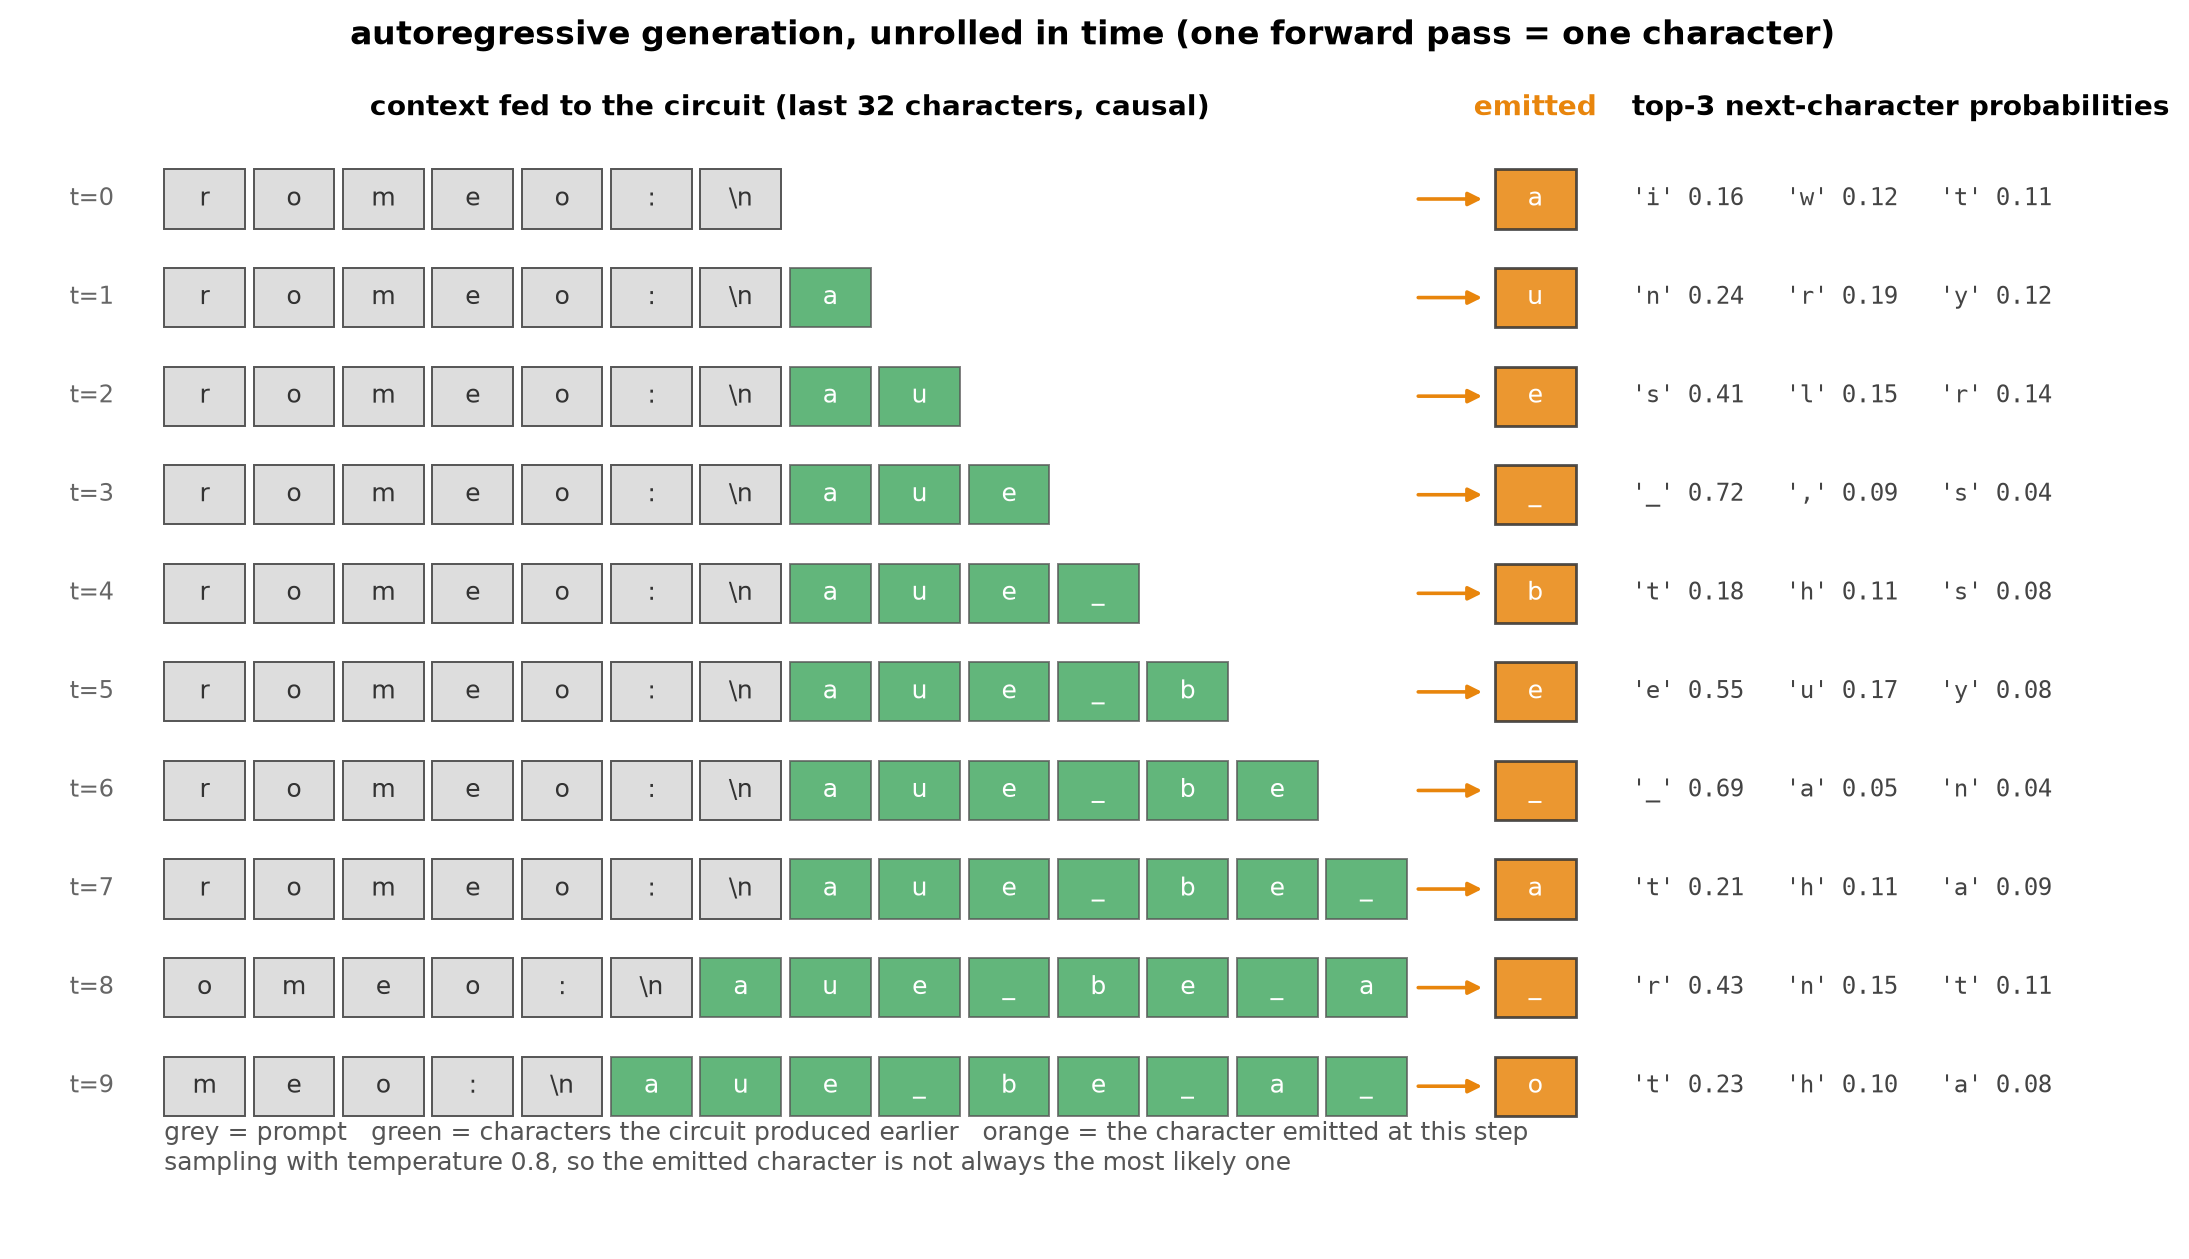 autoregressive generation, unrolled in time (one forward pass = one character)
context fed to the circuit (last 32 characters, causal) emitted top-3 next-character probabilities
t=0 r o m e o : \n a 'i' 0.16 'w' 0.12 't' 0.11
t=1 r o m e o : \n a u 'n' 0.24 'r' 0.19 'y' 0.12
t=2 r o m e o : \n a u e 's' 0.41 'l' 0.15 'r' 0.14
t=3 r o m e o : \n a u e _ '_' 0.72 ',' 0.09 's' 0.04
t=4 r o m e o : \n a u e _ b 't' 0.18 'h' 0.11 's' 0.08
t=5 r o m e o : \n a u e _ b e 'e' 0.55 'u' 0.17 'y' 0.08
t=6 r o m e o : \n a u e _ b e _ '_' 0.69 'a' 0.05 'n' 0.04
t=7 r o m e o : \n a u e _ b e _ a 't' 0.21 'h' 0.11 'a' 0.09
t=8 o m e o : \n a u e _ b e _ a _ 'r' 0.43 'n' 0.15 't' 0.11
t=9 m e o : \n a u e _ b e _ a _ o 't' 0.23 'h' 0.10 'a' 0.08
grey = prompt green = characters the circuit produced earlier orange = the character emitted at this step
sampling with temperature 0.8, so the emitted character is not always the most likely one